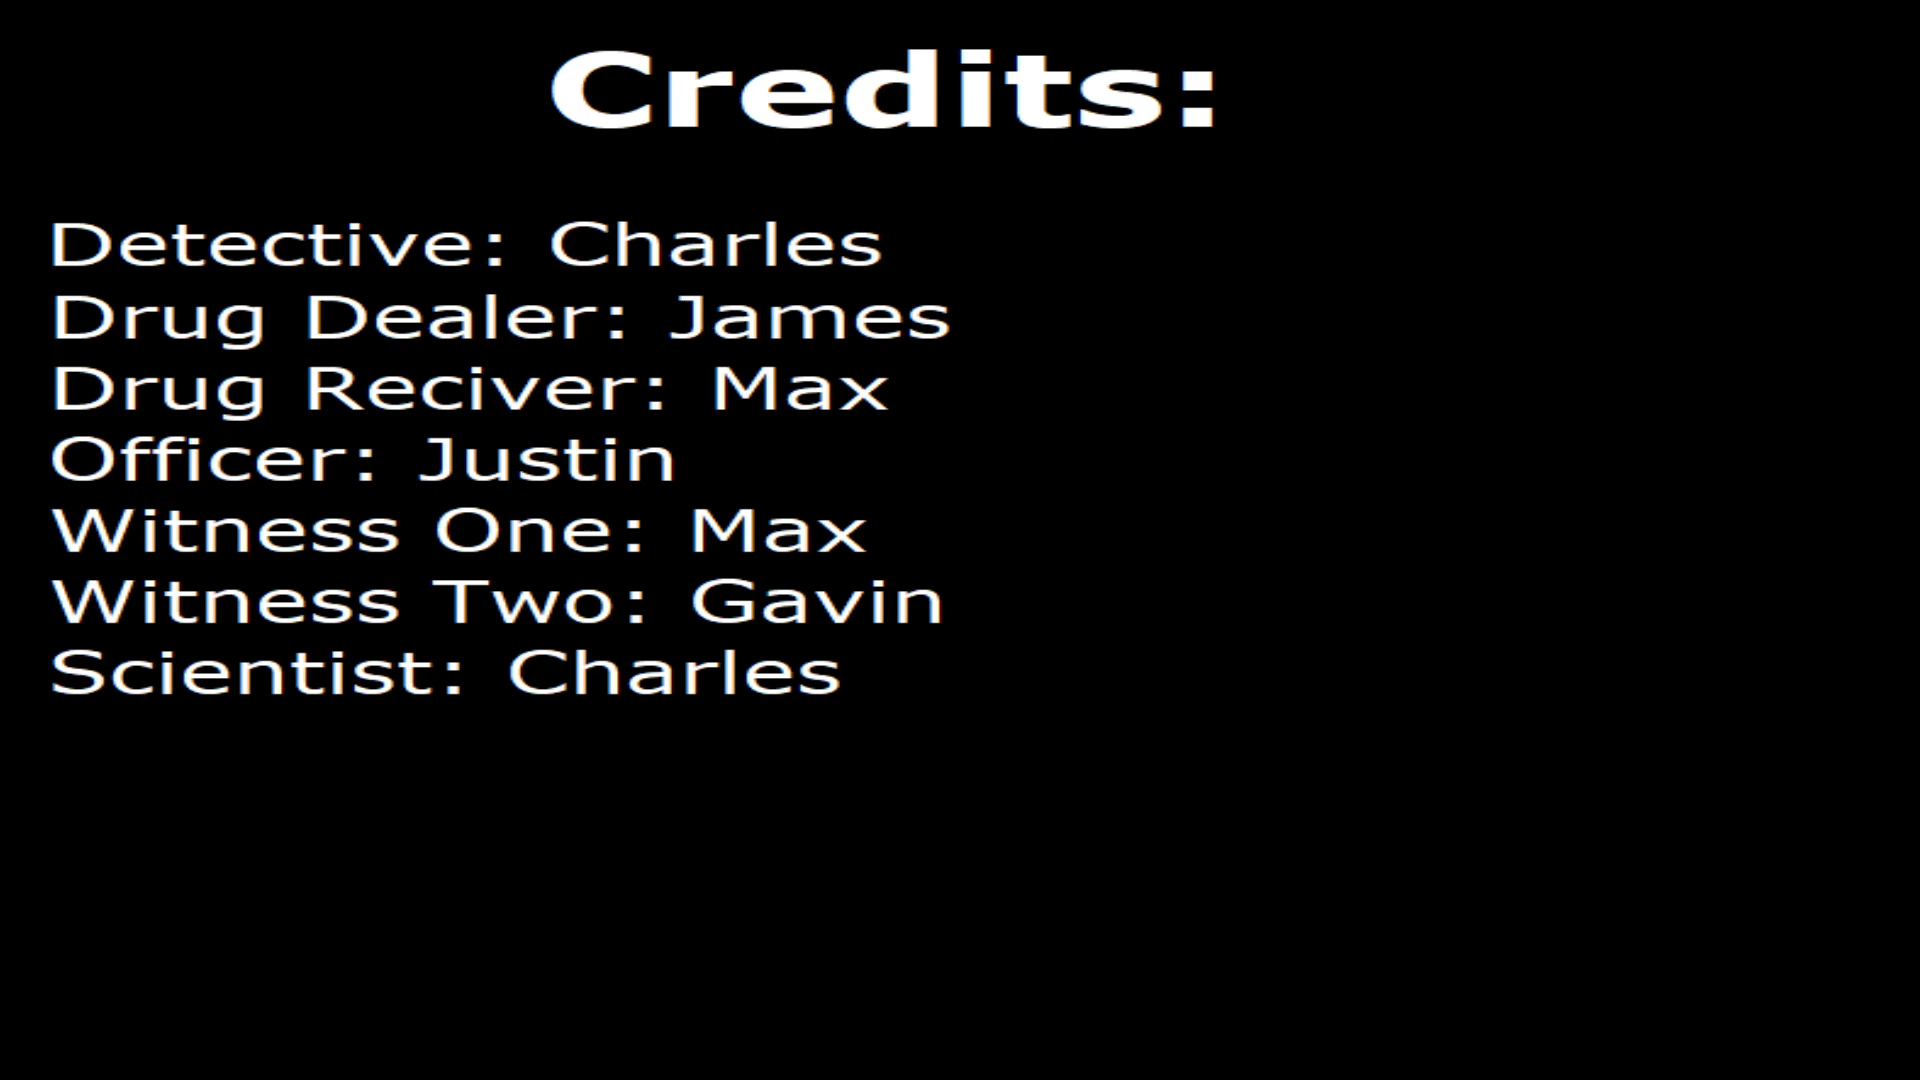 Credits:
Detective: Charles
Drug Dealer: James
Drug Reciver: Max
Officer: Justin
Witness One: Max
Witness Two: Gavin
Scientist: Charles